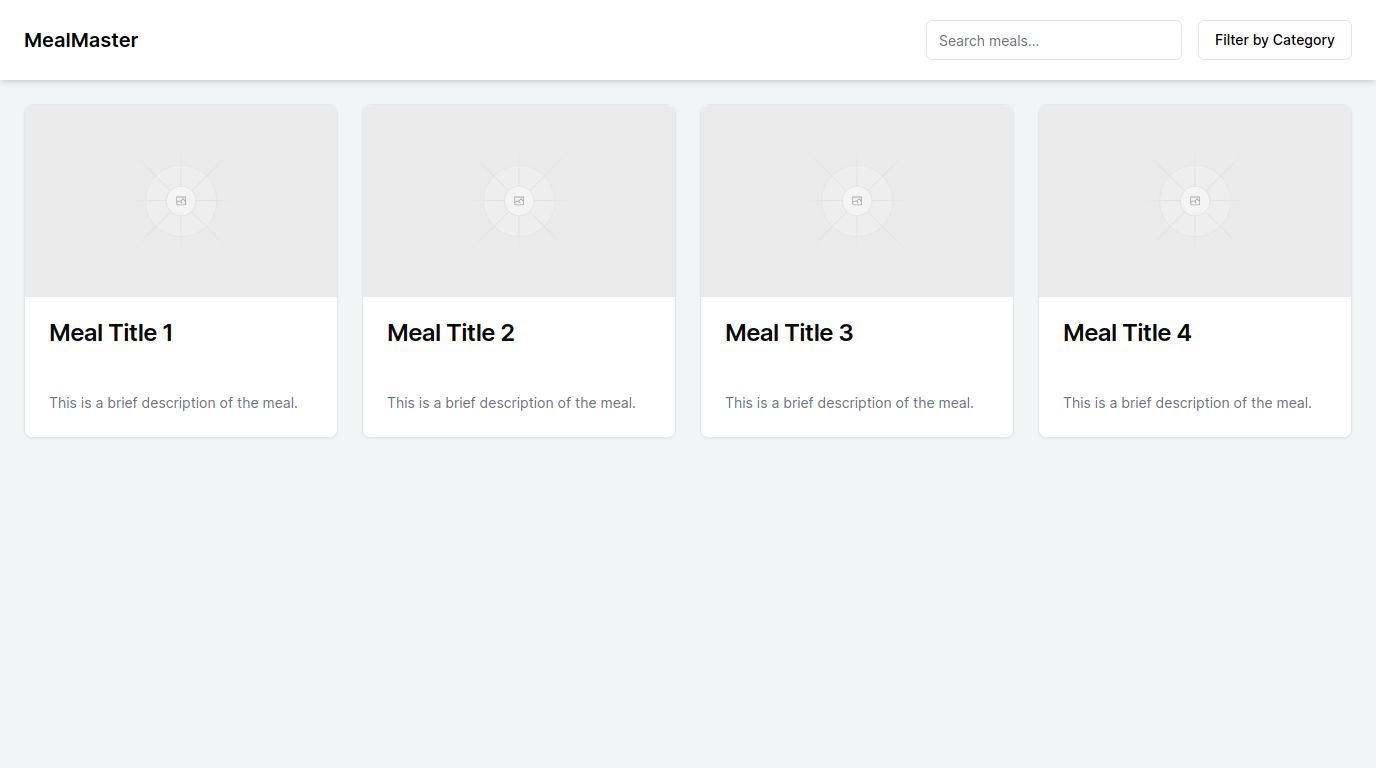 MealMaster
Search meals...
Filter by Category
Meal Title 1
This is a brief description of the meal.
Meal Title 2
This is a brief description of the meal.
Meal Title 3
This is a brief description of the meal.
Meal Title 4
This is a brief description of the meal.